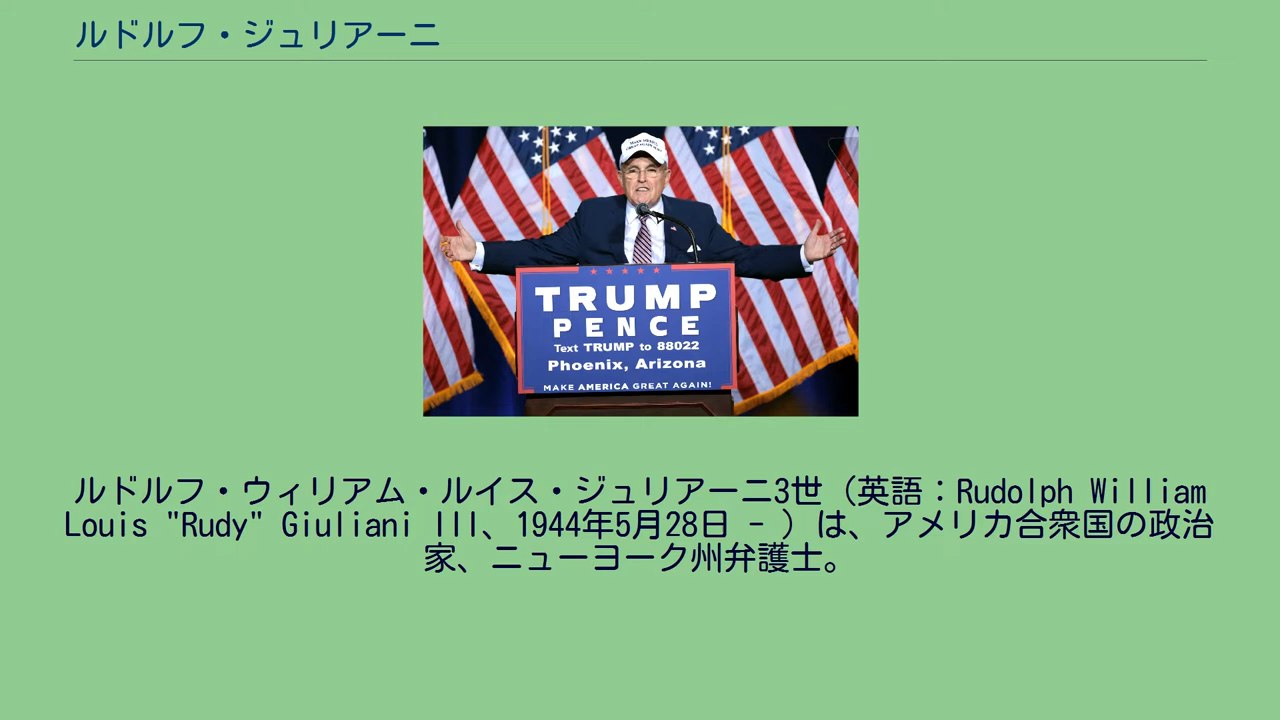 ルドルフ・ジュリアーニ
TRUMP
PENCE
Text TRUMP to 88022
Phoenix, Arizona
MAKE AMERICA GREAT AGAIN!
ルドルフ・ウィリアム・ルイス・ジュリアーニ3世（英語：Rudolph William
Louis "Rudy" Giuliani III、1944年5月28日 - ）は、アメリカ合衆国の政治
家、ニューヨーク州弁護士。